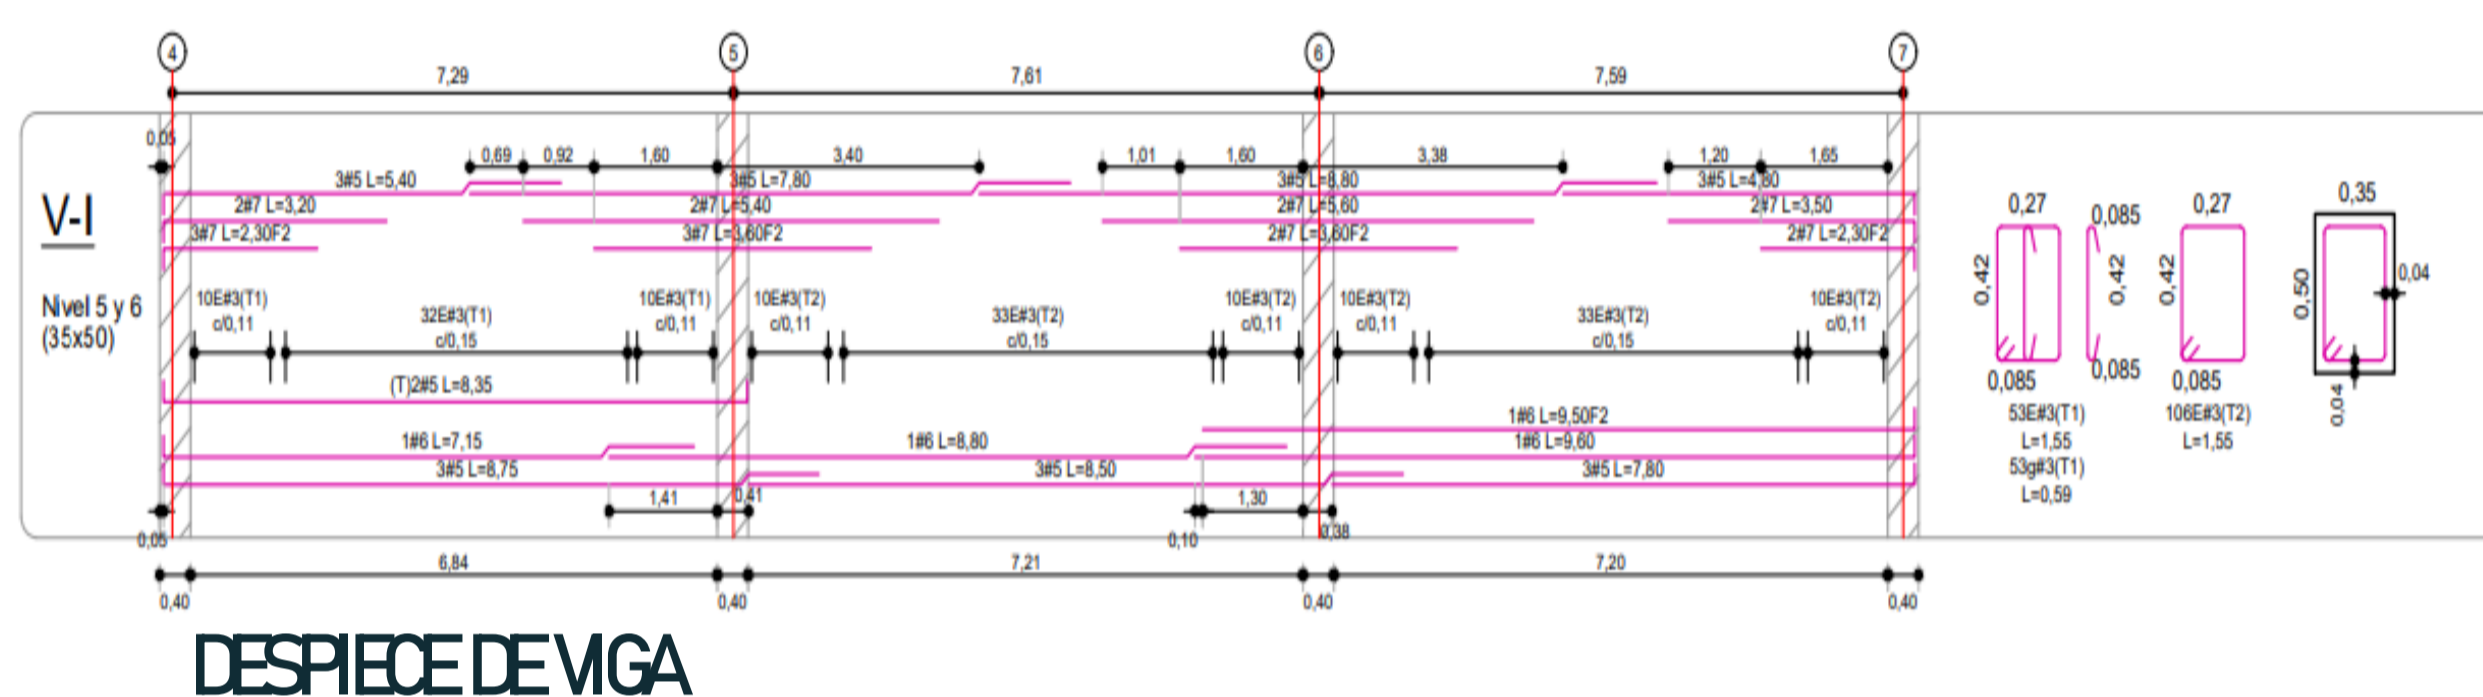 4 5 6 7
7,29 7,61 7,59
0,05
0,69 0,92 1,60 3,40 1,01 1,60 3,38 1,20 1,65
3#5 L=5,40 3#5 L=7,80 3#5 L=8,80 3#5 L=4,80
V-I
2#7 L=3,20 2#7 L=5,40 2#7 L=5,60 2#7 L=3,50
3#7 L=2,30F2 3#7 L=3,60F2 2#7 L=3,60F2 2#7 L=2,30F2
Nivel 5 y 6
(35x50)
10E#3(T1) 32E#3(T1) 10E#3(T1) 10E#3(T2) 33E#3(T2) 10E#3(T2) 10E#3(T2) 33E#3(T2) 10E#3(T2)
c/0,11 c/0,15 c/0,11 c/0,11 c/0,15 c/0,11 c/0,11 c/0,15 c/0,11
(T)2#5 L=8,35
1#6 L=9,50F2
1#6 L=7,15 1#6 L=8,80 1#6 L=9,60
3#5 L=8,75 3#5 L=8,50 3#5 L=7,80
1,41 0,41 1,30
0,05 0,10 0,38
6,84 7,21 7,20
0,40 0,40 0,40 0,40
0,27 0,085 0,27 0,35
0,42 0,42 0,42 0,50 0,04
0,085 0,085 0,085 0,04
53E#3(T1) 106E#3(T2)
L=1,55 L=1,55
53g#3(T1)
L=0,59
DESPIECE DE VIGA